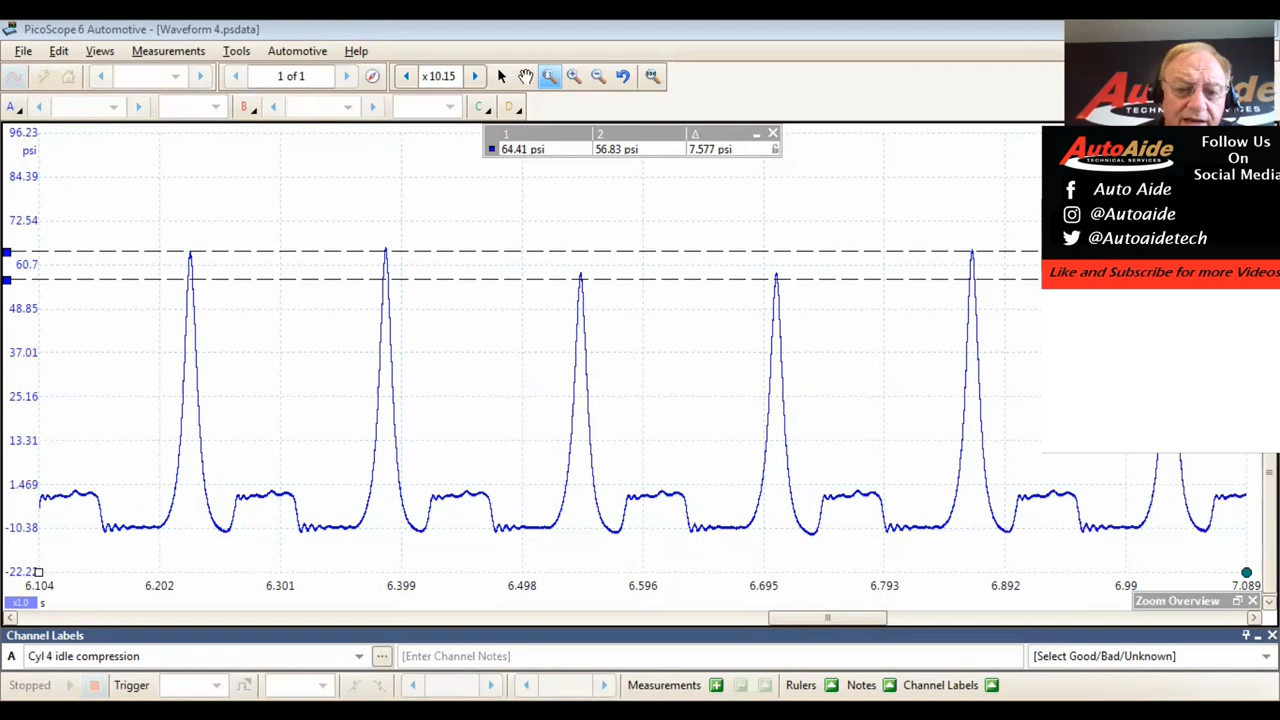 PicoScope 6 Automotive - [Waveform 4.psdata]
File Edit Views Measurements Tools Automotive Help
1 of 1
x 10.15
A B C D
96.23
psi
84.39
72.54
60.7
48.85
37.01
25.16
13.31
1.469
-10.38
-22.2
1 2 Δ
64.41 psi 56.83 psi 7.577 psi
6.104 6.202 6.301 6.399 6.498 6.596 6.695 6.793 6.892 6.99 7.089
x1.0 s
Zoom Overview
AutoAide
TECHNICAL SERVICES
Follow Us
On
Social Media
Auto Aide
@Autoaide
@Autoaidetech
Like and Subscribe for more Videos
Channel Labels
A Cyl 4 idle compression [Enter Channel Notes] [Select Good/Bad/Unknown]
Stopped Trigger Measurements Rulers Notes Channel Labels